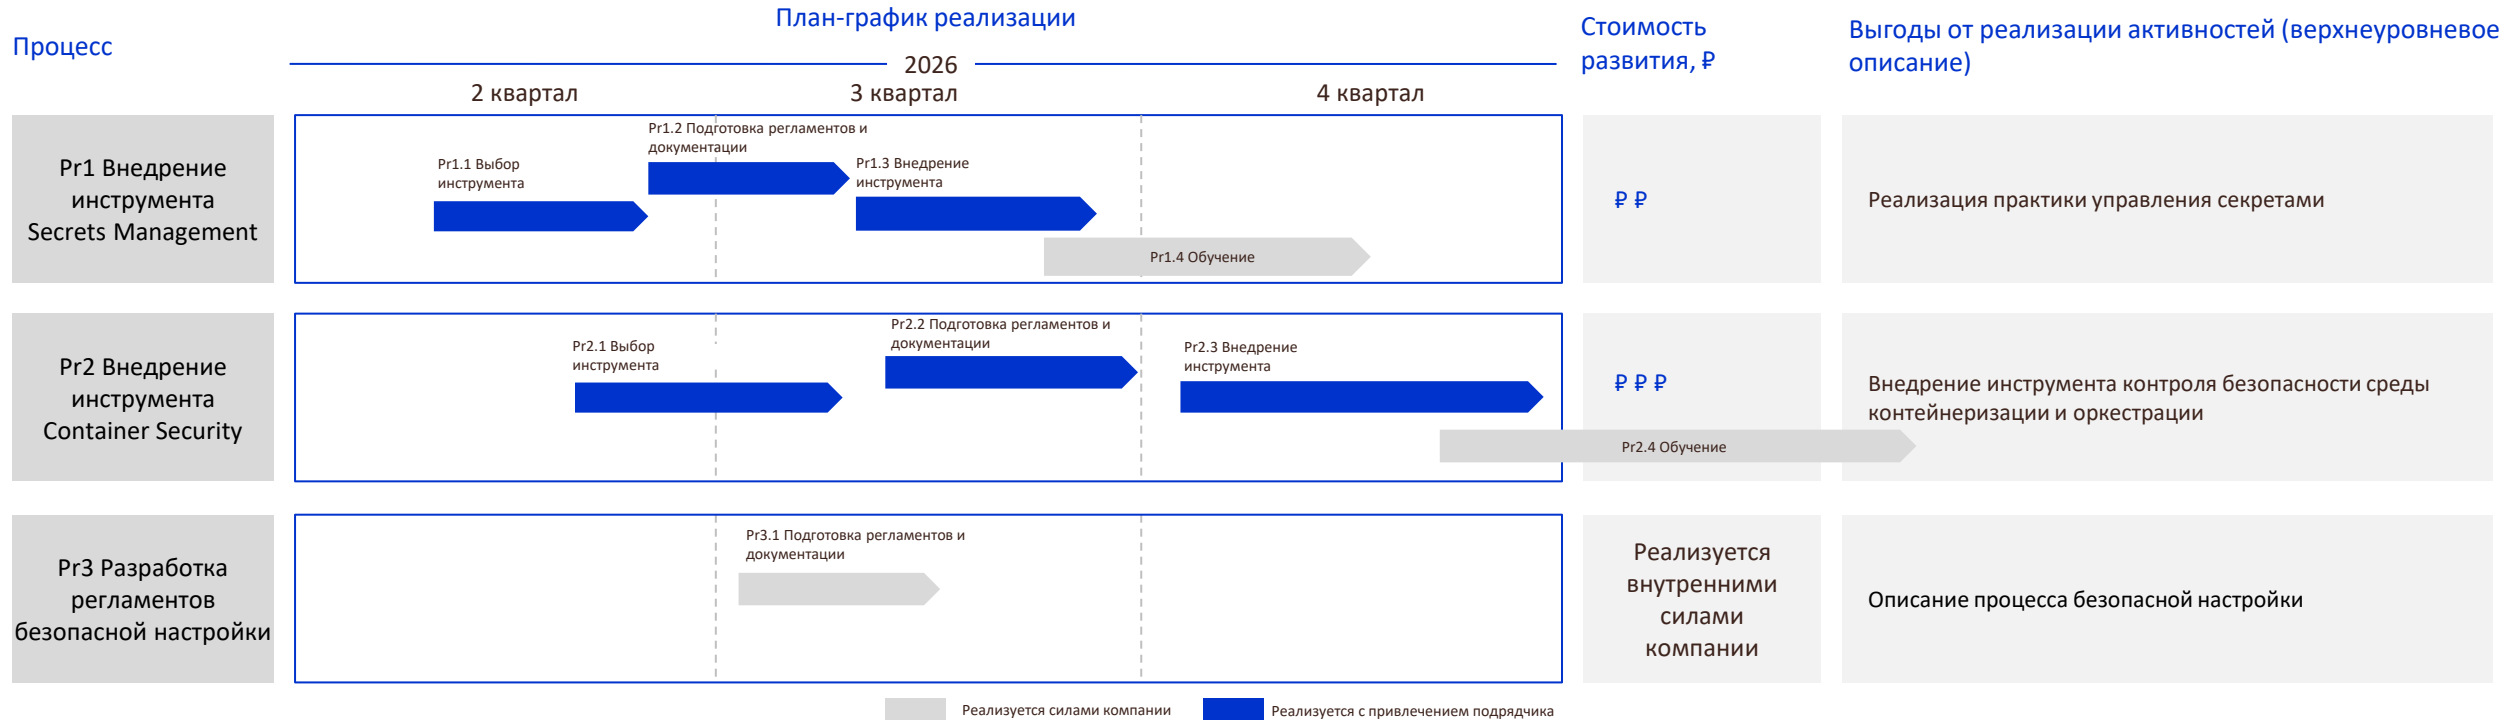 План-график реализации
Процесс
Стоимость
развития, ₽
Выгоды от реализации активностей (верхнеуровневое
описание)
2026
2 квартал
3 квартал
4 квартал
Pr1 Внедрение
инструмента
Secrets Management
Pr1.1 Выбор
инструмента
Pr1.2 Подготовка регламентов и
документации
Pr1.3 Внедрение
инструмента
Pr1.4 Обучение
₽ ₽
Реализация практики управления секретами
Pr2 Внедрение
инструмента
Container Security
Pr2.1 Выбор
инструмента
Pr2.2 Подготовка регламентов и
документации
Pr2.3 Внедрение
инструмента
Pr2.4 Обучение
₽ ₽ ₽
Внедрение инструмента контроля безопасности среды
контейнеризации и оркестрации
Pr3 Разработка
регламентов
безопасной настройки
Pr3.1 Подготовка регламентов и
документации
Реализуется
внутренними
силами
компании
Описание процесса безопасной настройки
Реализуется силами компании
Реализуется с привлечением подрядчика